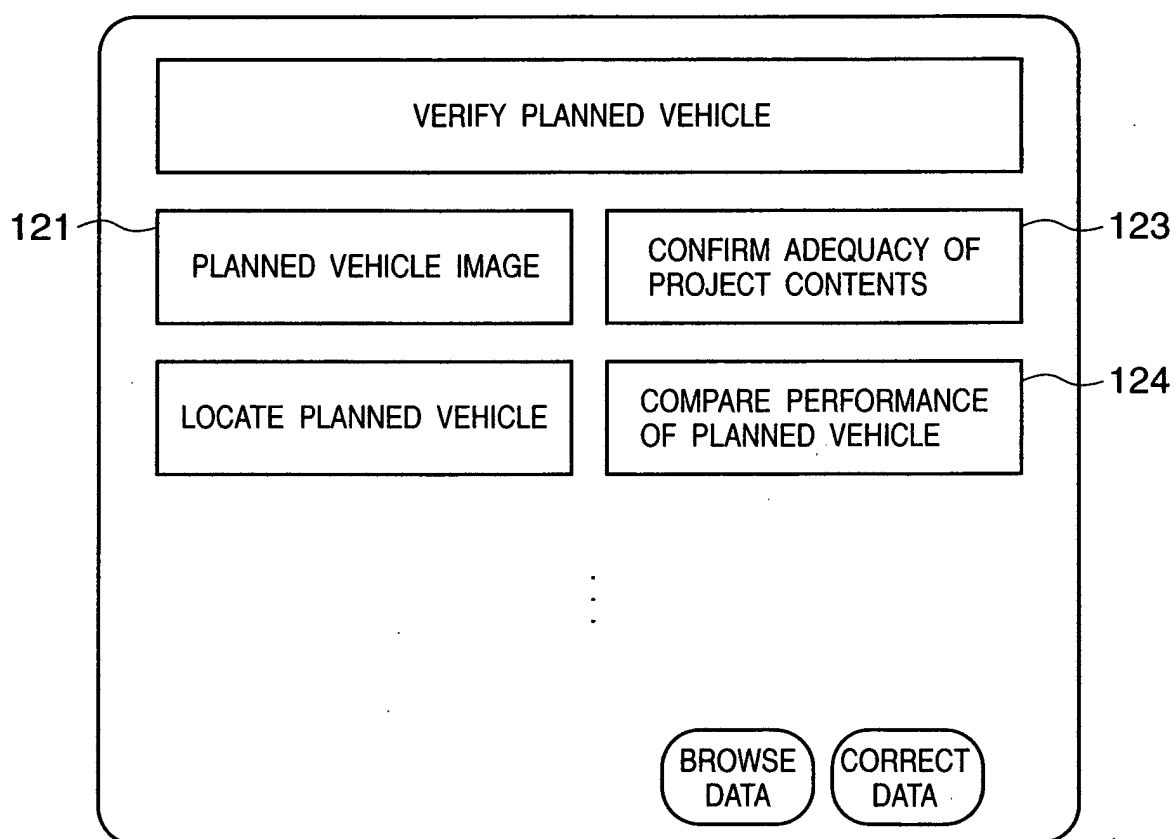 VERIFY PLANNED VEHICLE
121
PLANNED VEHICLE IMAGE
CONFIRM ADEQUACY OF
PROJECT CONTENTS
123
LOCATE PLANNED VEHICLE
COMPARE PERFORMANCE
OF PLANNED VEHICLE
124
BROWSE
DATA
CORRECT
DATA